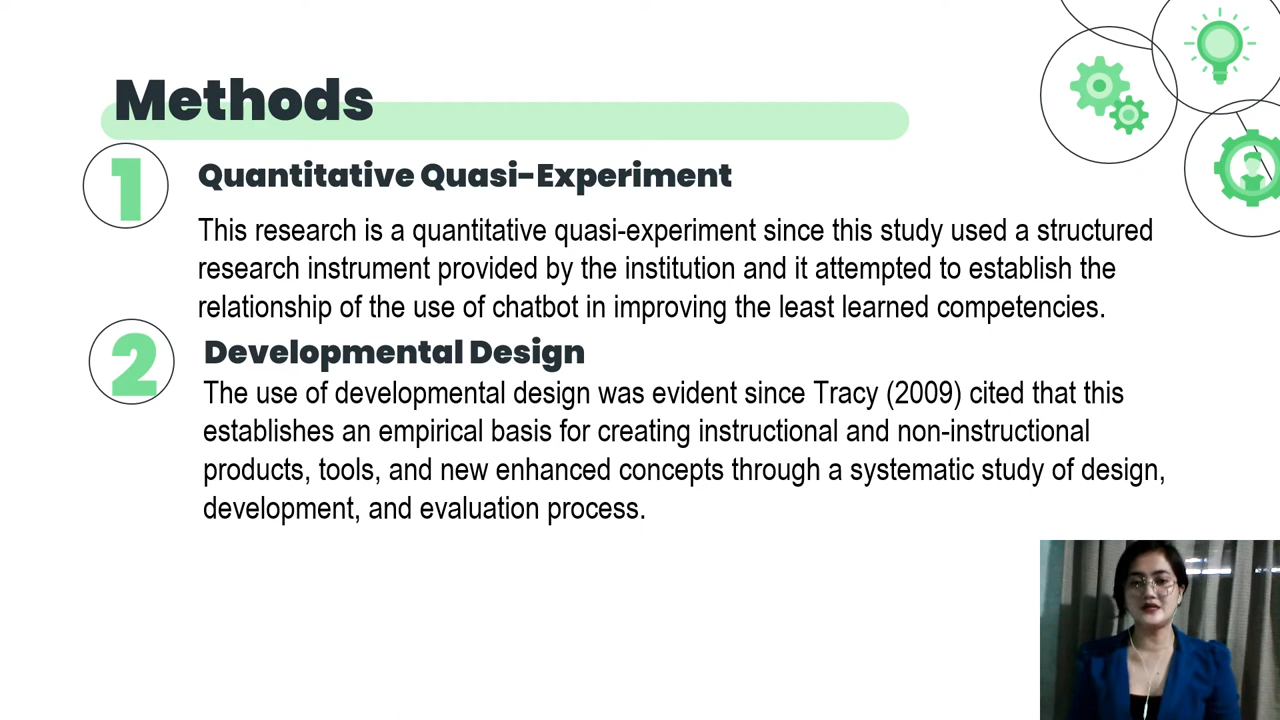 Methods
1
Quantitative Quasi-Experiment
This research is a quantitative quasi-experiment since this study used a structured
research instrument provided by the institution and it attempted to establish the
relationship of the use of chatbot in improving the least learned competencies.
2
Developmental Design
The use of developmental design was evident since Tracy (2009) cited that this
establishes an empirical basis for creating instructional and non-instructional
products, tools, and new enhanced concepts through a systematic study of design,
development, and evaluation process.